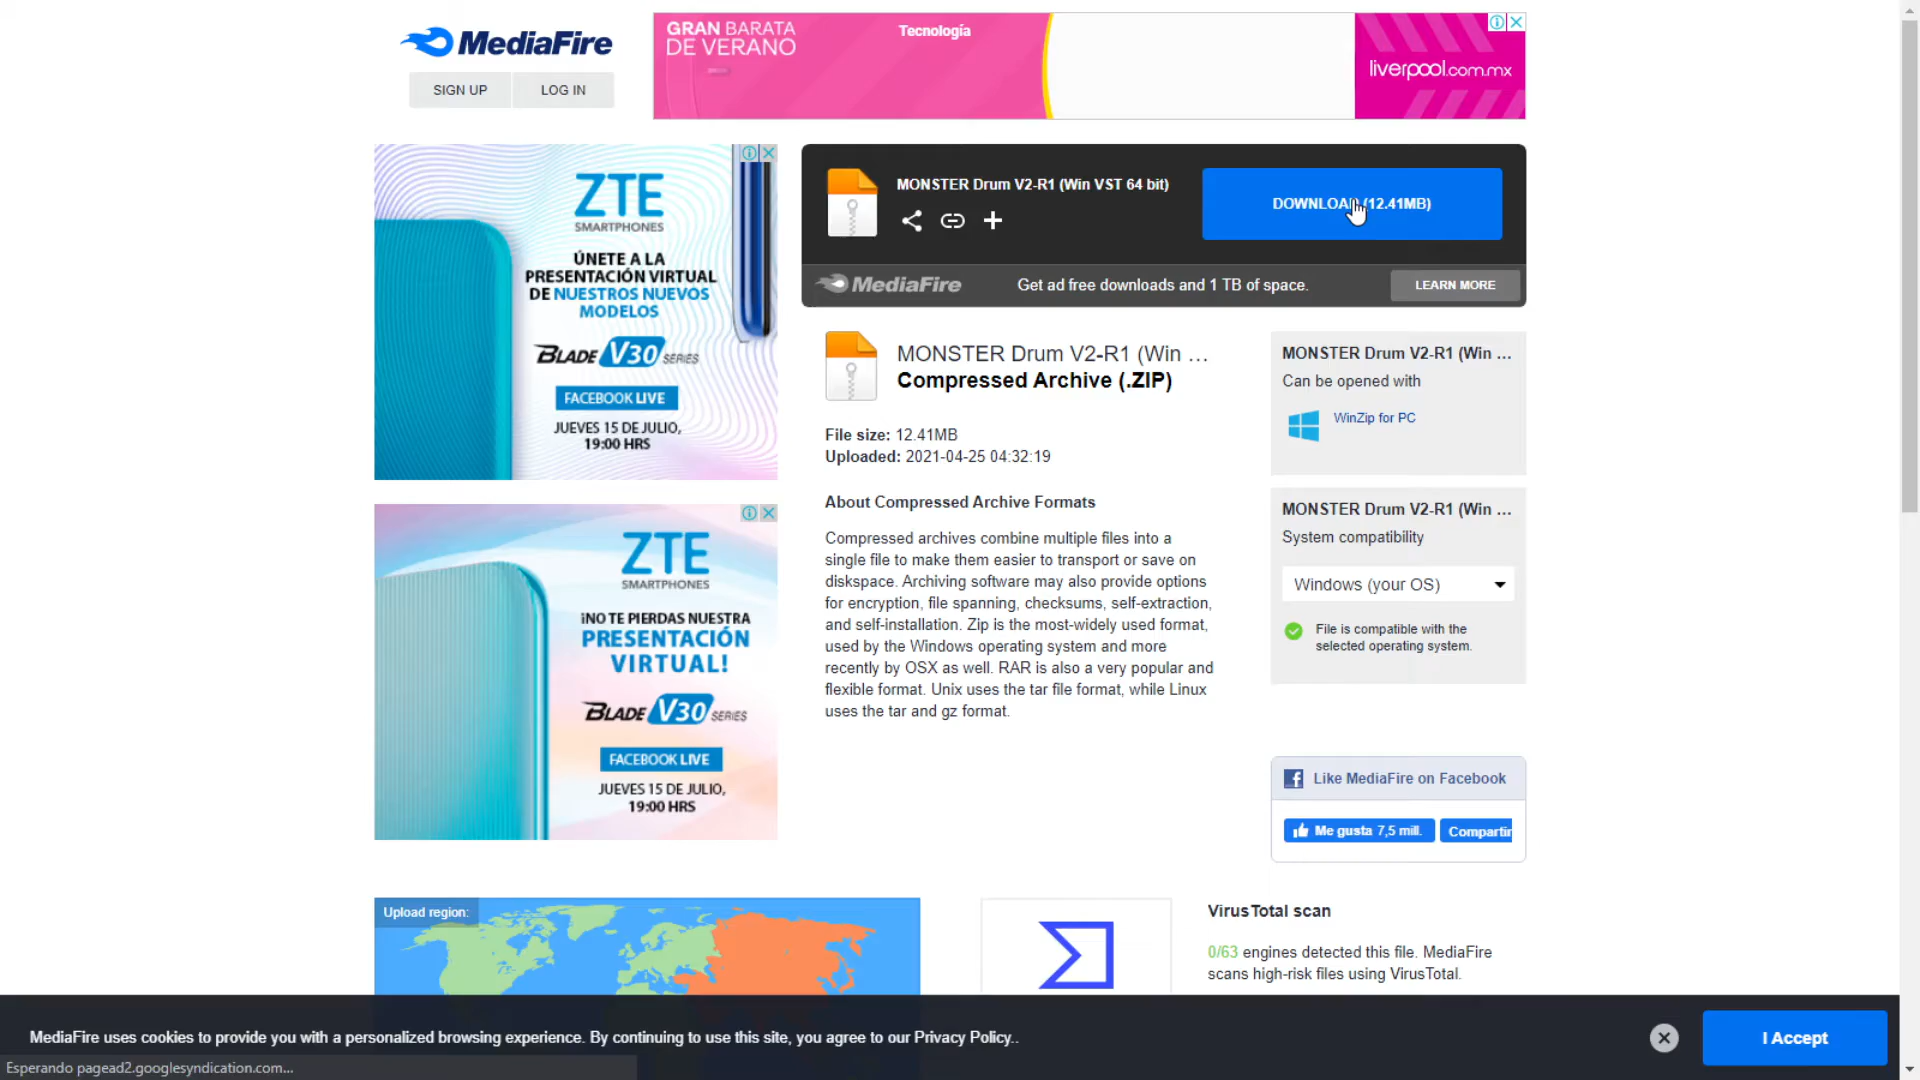 MediaFire
SIGN UP
LOG IN
GRAN BARATA
DE VERANO
Tecnología
liverpool.com.mx
ZTE
SMARTPHONES
ÚNETE A LA
PRESENTACIÓN VIRTUAL
DE NUESTROS NUEVOS
MODELOS
BLADE V30 SERIES
FACEBOOK LIVE
JUEVES 15 DE JULIO,
19:00 HRS
MONSTER Drum V2-R1 (Win VST 64 bit)
DOWNLOAD (12.41MB)
MediaFire
Get ad free downloads and 1 TB of space.
LEARN MORE
MONSTER Drum V2-R1 (Win ...
Compressed Archive (.ZIP)
File size: 12.41MB
Uploaded: 2021-04-25 04:32:19
About Compressed Archive Formats
Compressed archives combine multiple files into a
single file to make them easier to transport or save on
diskspace. Archiving software may also provide options
for encryption, file spanning, checksums, self-extraction,
and self-installation. Zip is the most-widely used format,
used by the Windows operating system and more
recently by OSX as well. RAR is also a very popular and
flexible format. Unix uses the tar file format, while Linux
uses the tar and gz format.
MONSTER Drum V2-R1 (Win ...
Can be opened with
WinZip for PC
MONSTER Drum V2-R1 (Win ...
System compatibility
Windows (your OS)
File is compatible with the
selected operating system.
ZTE
SMARTPHONES
¡NO TE PIERDAS NUESTRA
PRESENTACIÓN
VIRTUAL!
BLADE V30 SERIES
FACEBOOK LIVE
JUEVES 15 DE JULIO,
19:00 HRS
Like MediaFire on Facebook
Me gusta 7,5 mill.
Compartir
Upload region:
VirusTotal scan
0/63 engines detected this file. MediaFire
scans high-risk files using VirusTotal.
MediaFire uses cookies to provide you with a personalized browsing experience. By continuing to use this site, you agree to our Privacy Policy..
I Accept
Esperando pagead2.googlesyndication.com...